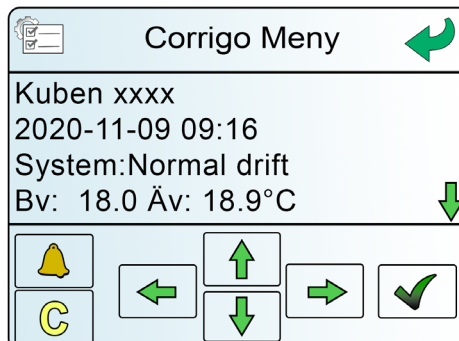 Corrigo Meny
Kuben xxxx
2020-11-09 09:16
System:Normal drift
Bv: 18.0 Äv: 18.9°C
C